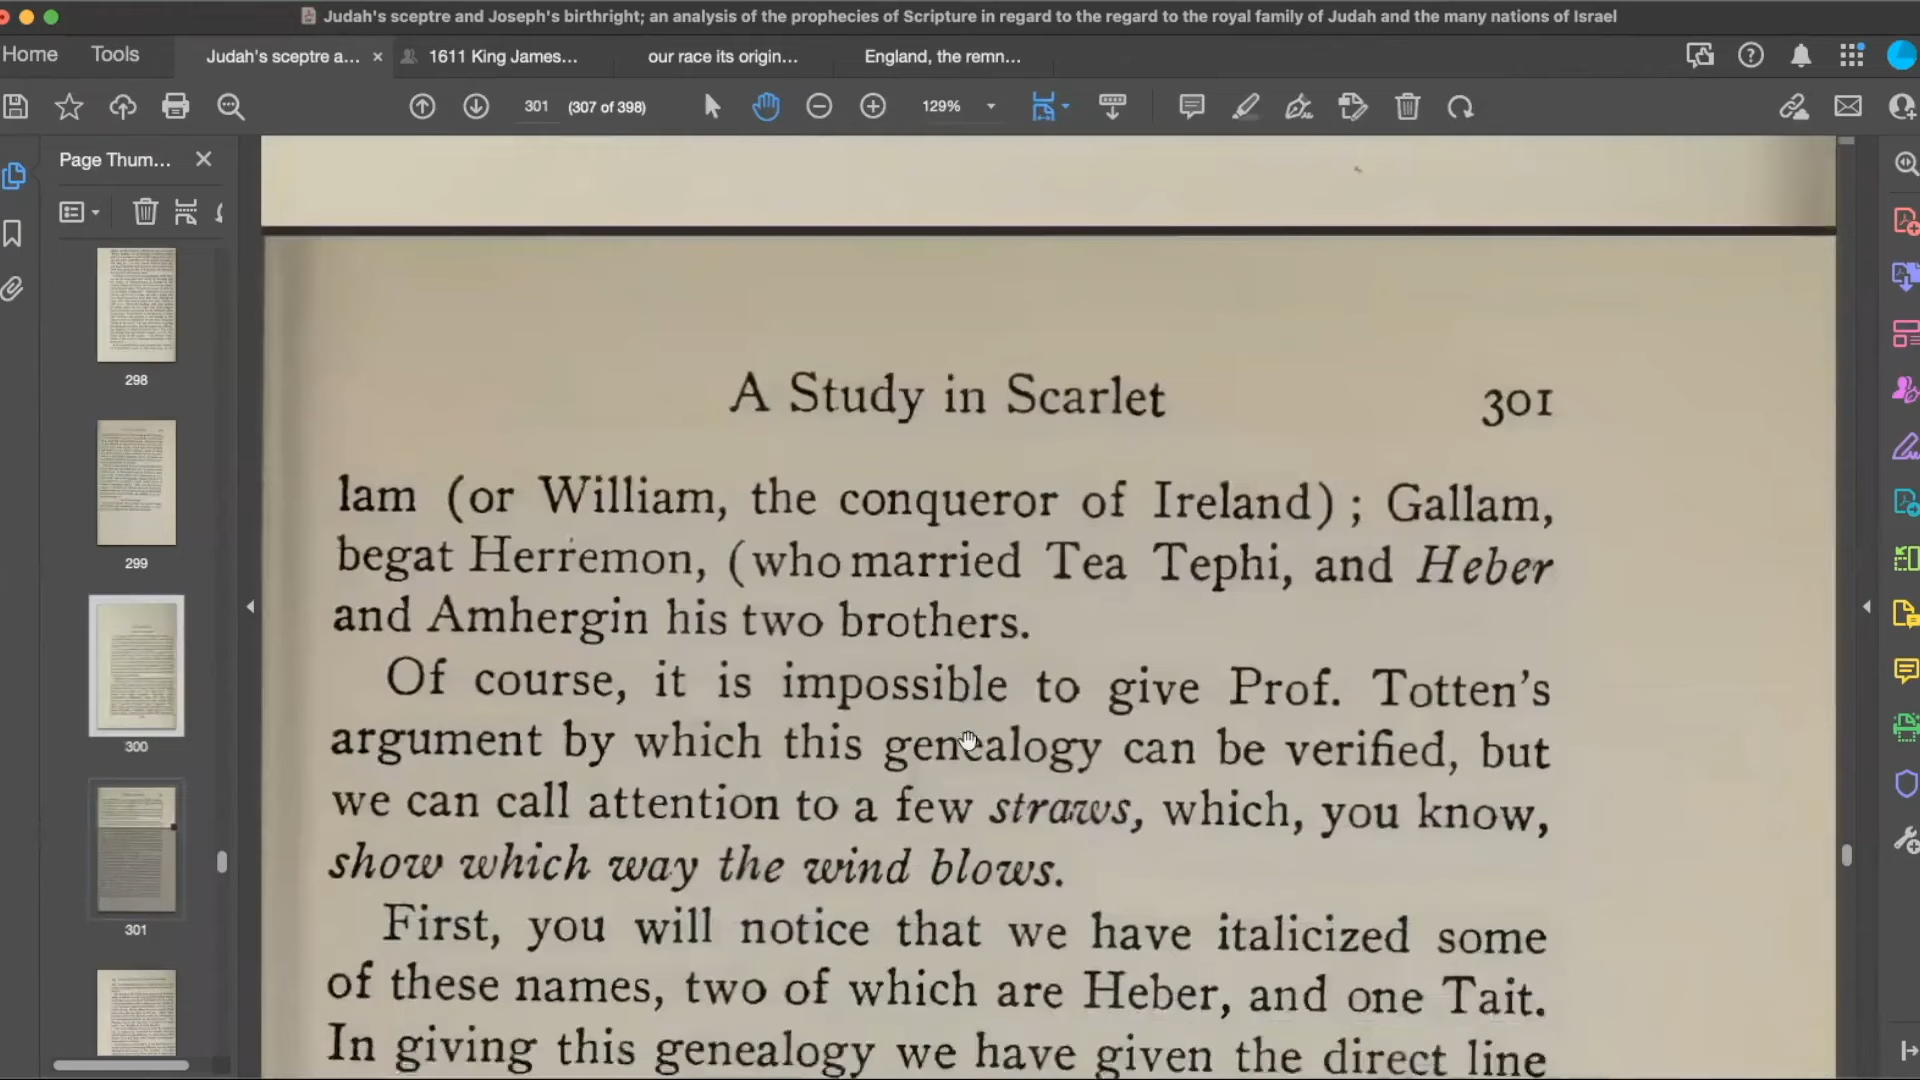 Judah's sceptre and Joseph's birthright; an analysis of the prophecies of Scripture in regard to the regard to the royal family of Judah and the many nations of Israel
Home Tools Judah's sceptre a... 1611 King James... our race its origin... England, the remn...
301 (307 of 398) 129%
Page Thum...
298
299
300
301
A Study in Scarlet 301
lam (or William, the conqueror of Ireland) ; Gallam,
begat Herremon, (who married Tea Tephi, and Heber
and Amhergin his two brothers.
Of course, it is impossible to give Prof. Totten's
argument by which this genealogy can be verified, but
we can call attention to a few straws, which, you know,
show which way the wind blows.
First, you will notice that we have italicized some
of these names, two of which are Heber, and one Tait.
In giving this genealogy we have given the direct line